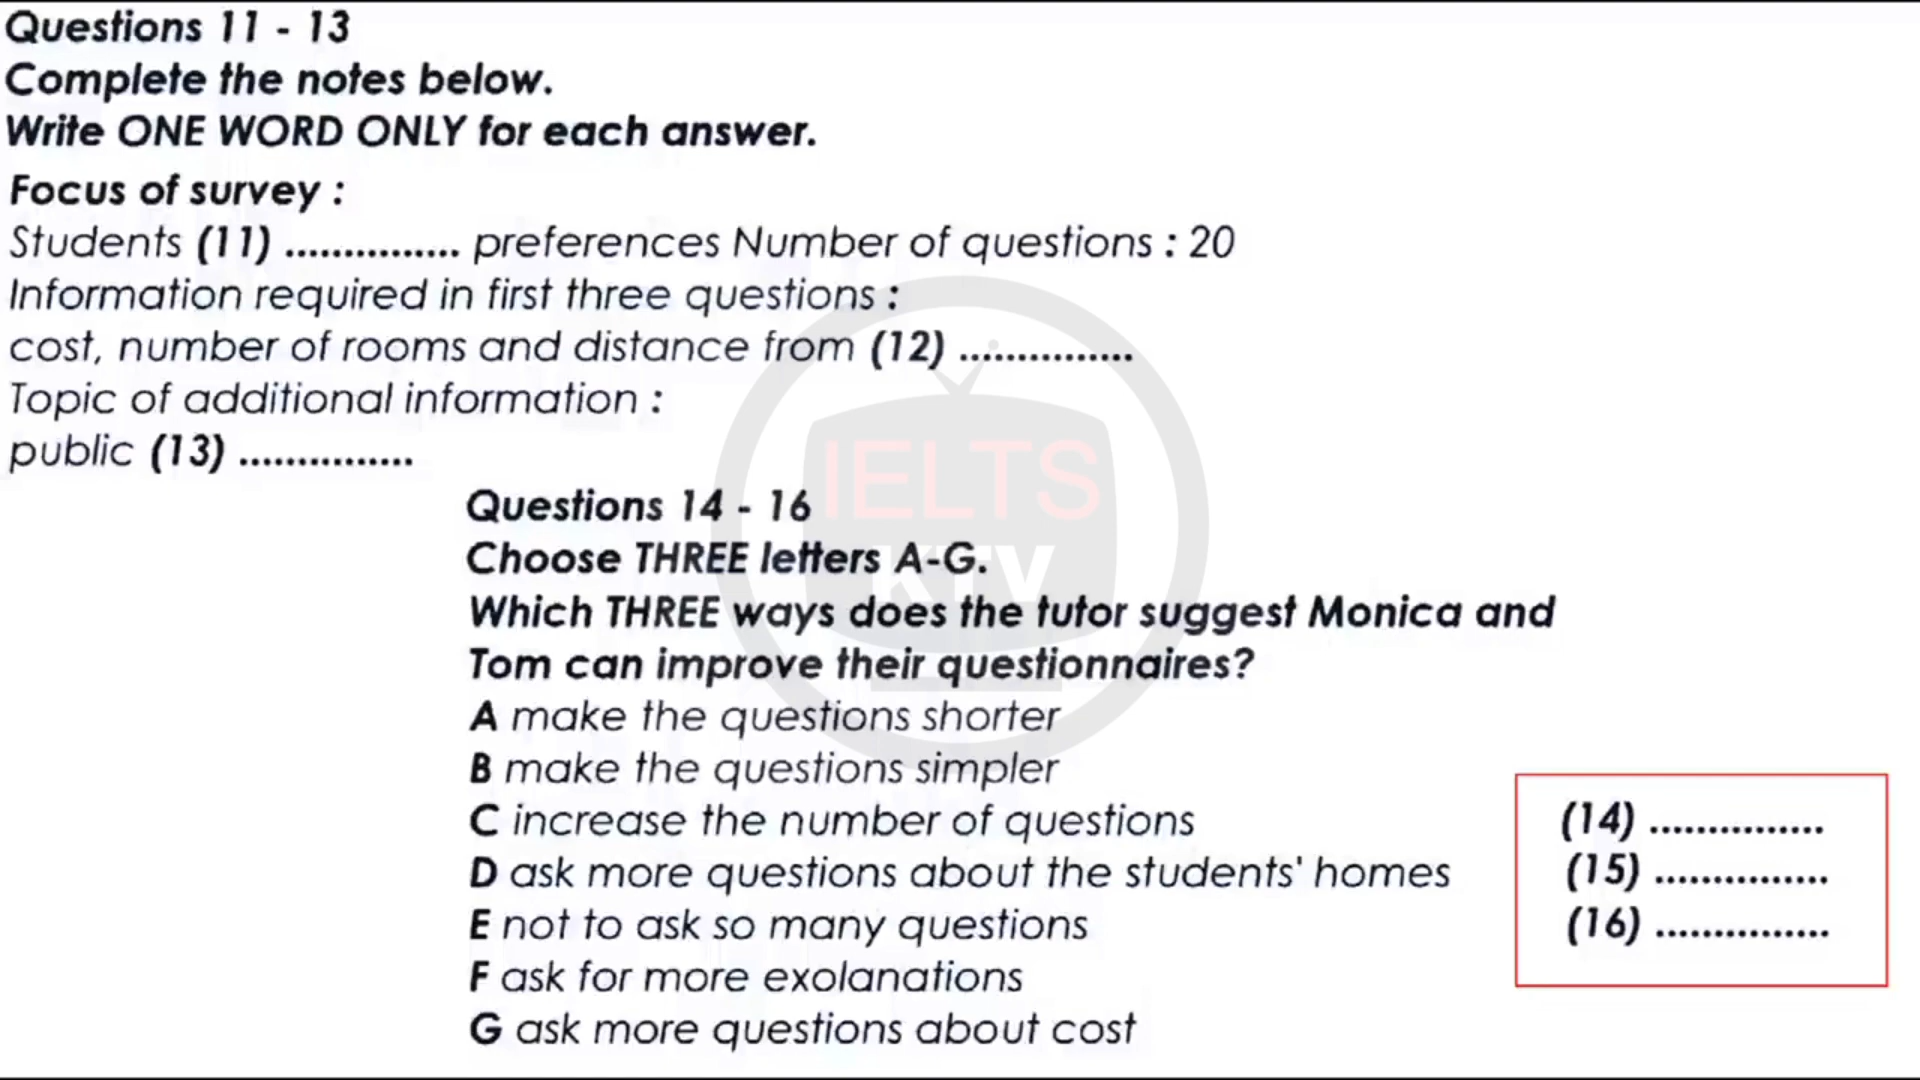 Questions 11 - 13
Complete the notes below.
Write ONE WORD ONLY for each answer.
Focus of survey :
Students (11) ............... preferences Number of questions : 20
Information required in first three questions :
cost, number of rooms and distance from (12) ...............
Topic of additional information :
public (13) ...............
IELTS
KTV
Questions 14 - 16
Choose THREE letters A-G.
Which THREE ways does the tutor suggest Monica and
Tom can improve their questionnaires?
A make the questions shorter
B make the questions simpler
C increase the number of questions
D ask more questions about the students' homes
E not to ask so many questions
F ask for more exolanations
G ask more questions about cost
(14) ...............
(15) ...............
(16) ...............